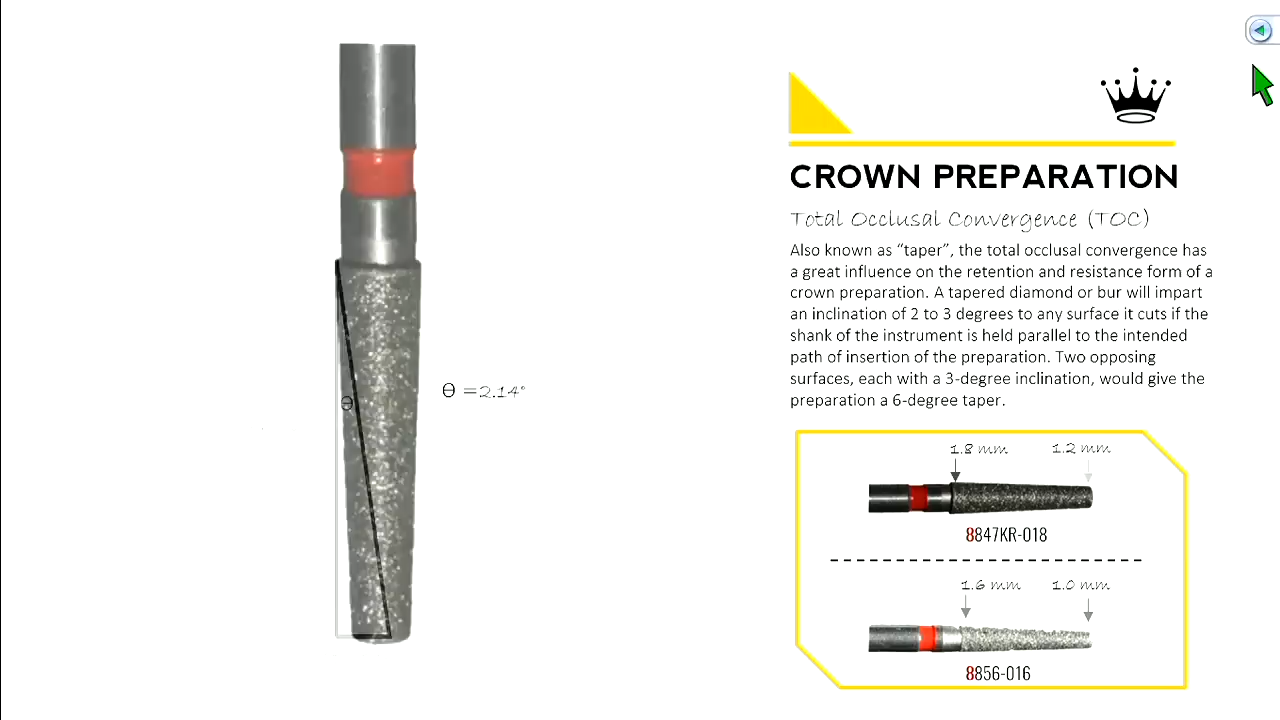 CROWN PREPARATION
Total Occlusal Convergence (TOC)
Also known as “taper”, the total occlusal convergence has
a great influence on the retention and resistance form of a
crown preparation. A tapered diamond or bur will impart
an inclination of 2 to 3 degrees to any surface it cuts if the
shank of the instrument is held parallel to the intended
path of insertion of the preparation. Two opposing
surfaces, each with a 3-degree inclination, would give the
preparation a 6-degree taper.
θ
θ =2.14°
1.8 mm 1.2 mm
8847KR-018
1.6 mm 1.0 mm
8856-016